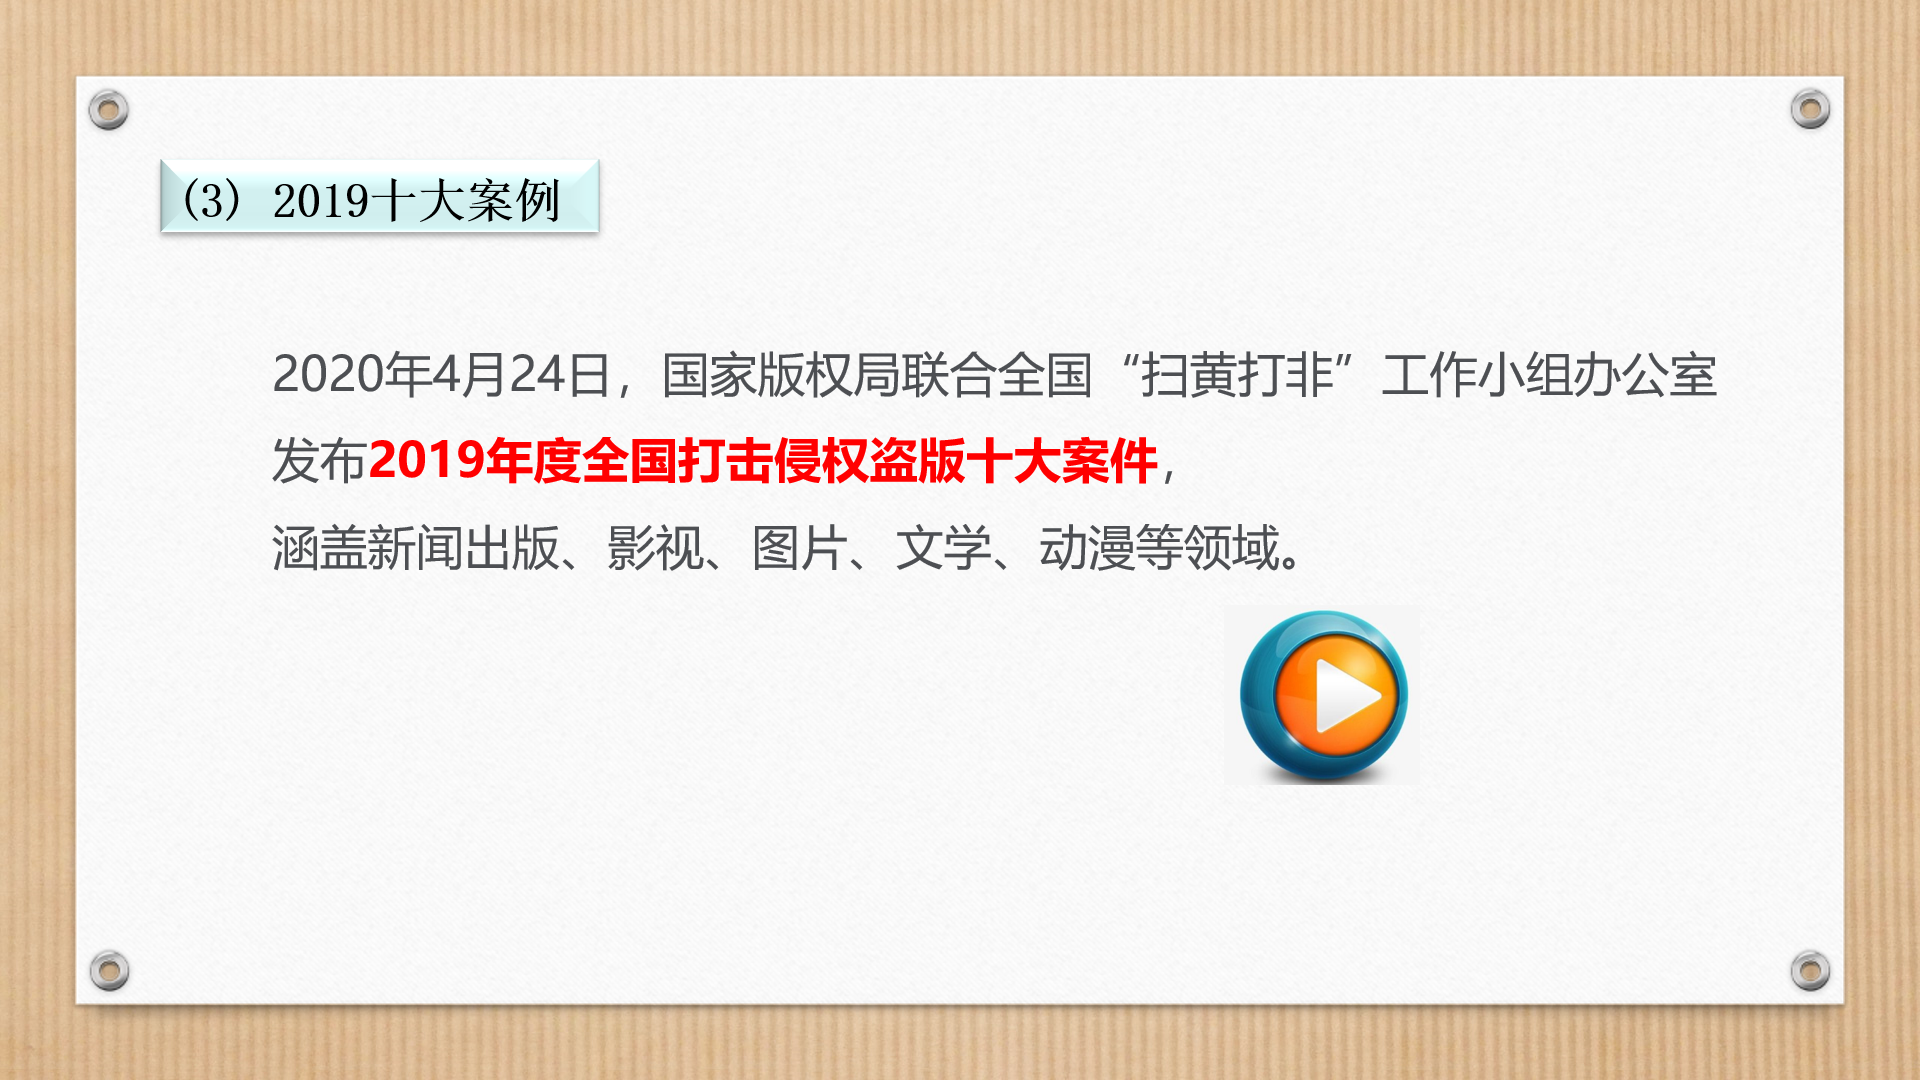 (3) 2019十大案例
2020年4月24日，国家版权局联合全国“扫黄打非”工作小组办公室
发布2019年度全国打击侵权盗版十大案件，
涵盖新闻出版、影视、图片、文学、动漫等领域。